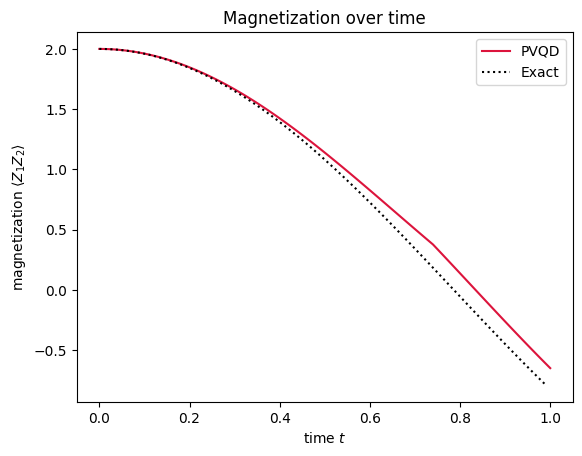 Magnetization over time
PVQD
Exact
magnetization ⟨Z₁Z₂⟩
2.0
1.5
1.0
0.5
0.0
−0.5
0.0 0.2 0.4 0.6 0.8 1.0
time t